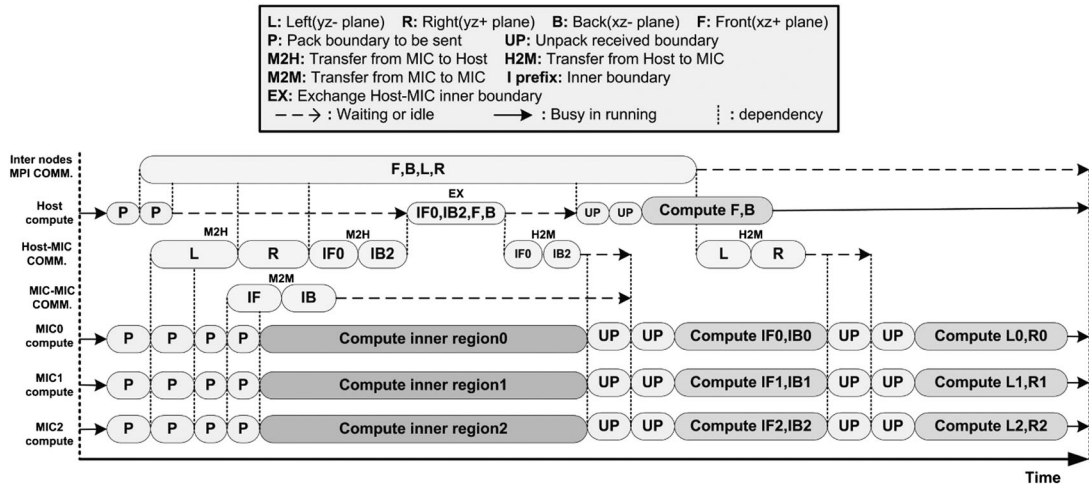 L: Left(yz- plane) R: Right(yz+ plane) B: Back(xz- plane) F: Front(xz+ plane)
P: Pack boundary to be sent UP: Unpack received boundary
M2H: Transfer from MIC to Host H2M: Transfer from Host to MIC
M2M: Transfer from MIC to MIC I prefix: Inner boundary
EX: Exchange Host-MIC inner boundary
: Waiting or idle : Busy in running : dependency
Inter nodes
MPI COMM.
F,B,L,R
EX
Host
compute
P P IF0,IB2,F,B UP UP Compute F,B
M2H M2H H2M H2M
Host-MIC
COMM.
L R IF0 IB2 IF0 IB2 L R
M2M
MIC-MIC
COMM.
IF IB
MIC0
compute
P P P P Compute inner region0 UP UP Compute IF0,IB0 UP UP Compute L0,R0
MIC1
compute
P P P P Compute inner region1 UP UP Compute IF1,IB1 UP UP Compute L1,R1
MIC2
compute
P P P P Compute inner region2 UP UP Compute IF2,IB2 UP UP Compute L2,R2
Time